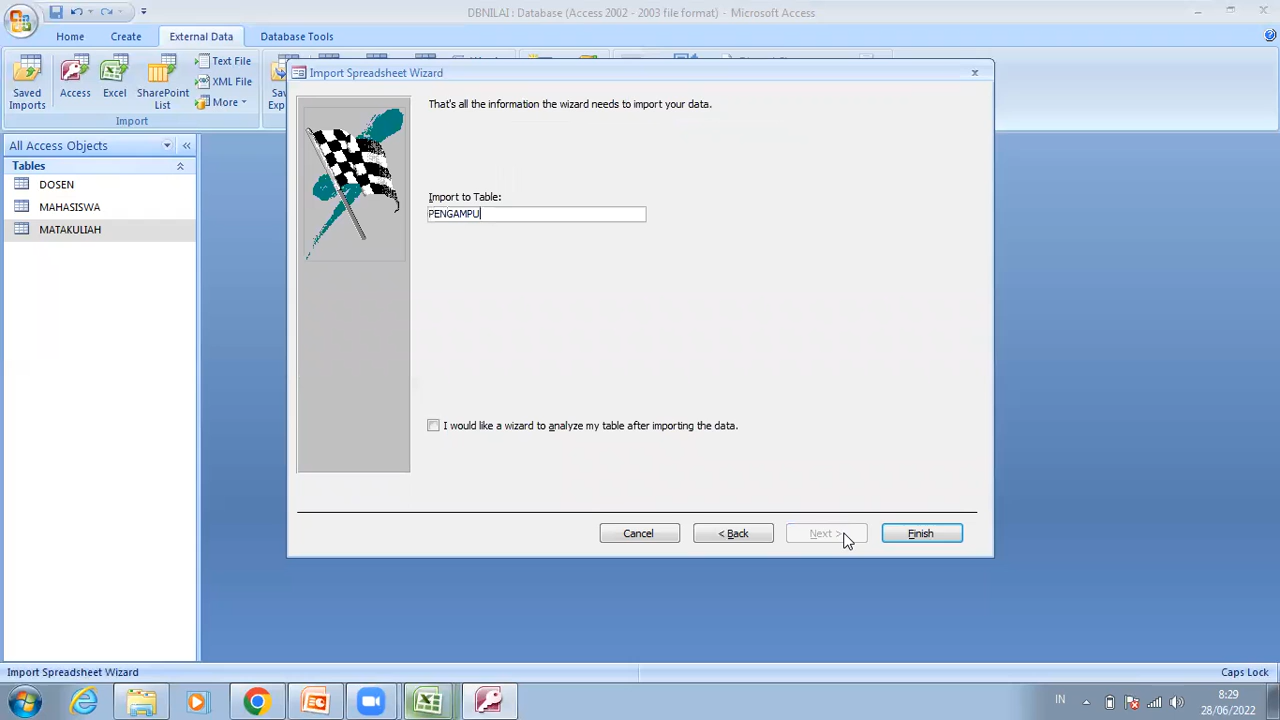 DBNILAI : Database (Access 2002 - 2003 file format) - Microsoft Access
Home
Create
External Data
Database Tools
Saved
Imports
Access
Excel
SharePoint
List
Text File
XML File
More
Import
Import Spreadsheet Wizard
All Access Objects
Tables
DOSEN
MAHASISWA
MATAKULIAH
That's all the information the wizard needs to import your data.
Import to Table:
PENGAMPU
I would like a wizard to analyze my table after importing the data.
Cancel
< Back
Next >
Finish
Import Spreadsheet Wizard
Caps Lock
IN
8:29
28/06/2022